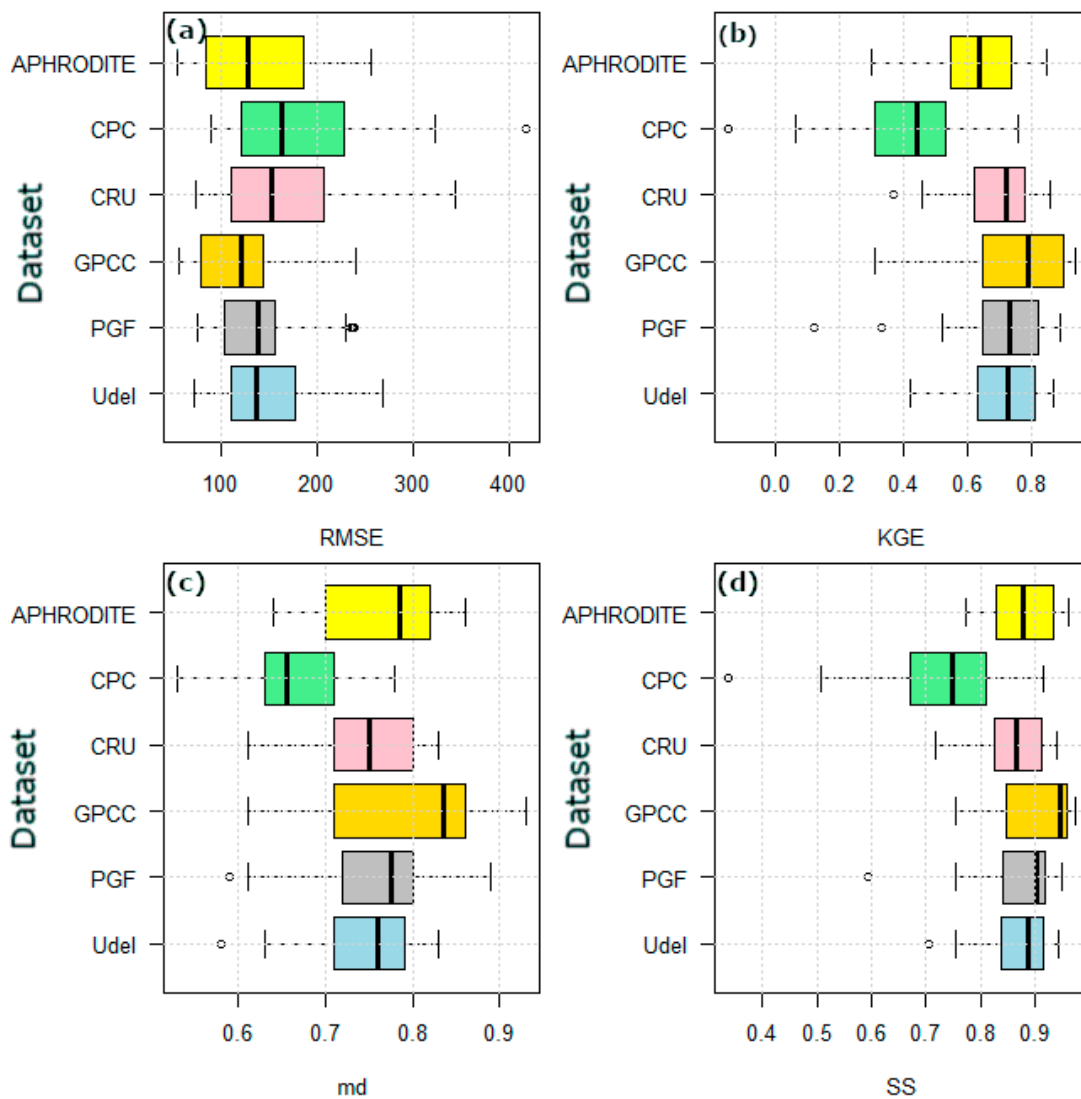 (a)
APHRODITE
CPC
CRU
GPCC
PGF
Udel
Dataset
100 200 300 400
RMSE
(b)
APHRODITE
CPC
CRU
GPCC
PGF
Udel
Dataset
0.0 0.2 0.4 0.6 0.8
KGE
(c)
APHRODITE
CPC
CRU
GPCC
PGF
Udel
Dataset
0.6 0.7 0.8 0.9
md
(d)
APHRODITE
CPC
CRU
GPCC
PGF
Udel
Dataset
0.4 0.5 0.6 0.7 0.8 0.9
SS